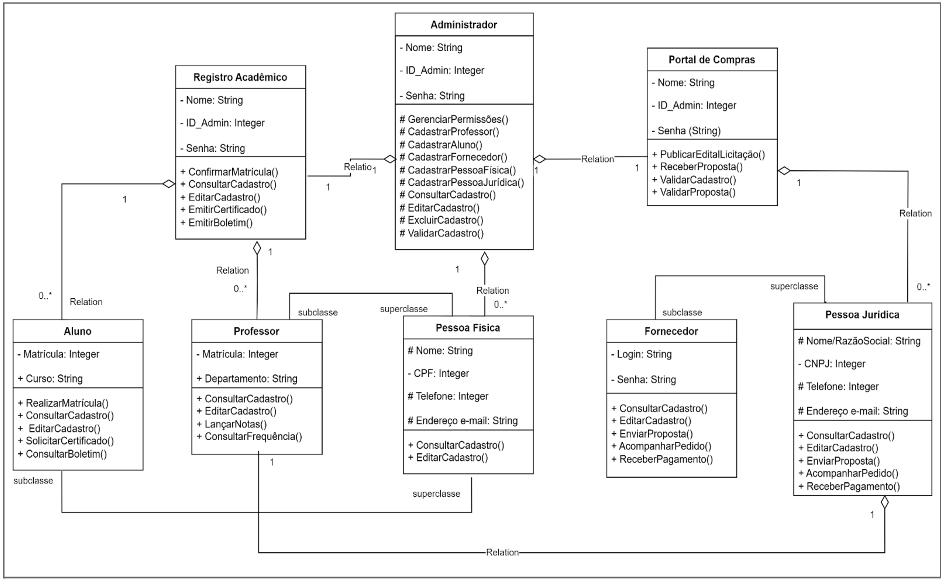 Administrador
- Nome: String
- ID_Admin: Integer
- Senha: String
# GerenciarPermissões()
# CadastrarProfessor()
# CadastrarAluno()
# CadastrarFornecedor()
# CadastrarPessoaFísica()
# CadastrarPessoaJurídica()
# ConsultarCadastro()
# EditarCadastro()
# ExcluirCadastro()
# ValidarCadastro()
Registro Acadêmico
- Nome: String
- ID_Admin: Integer
- Senha: String
+ ConfirmarMatrícula()
+ ConsultarCadastro()
+ EditarCadastro()
+ EmitirCertificado()
+ EmitirBoletim()
Portal de Compras
- Nome: String
- ID_Admin: Integer
- Senha (String)
+ PublicarEditalLicitação()
+ ReceberProposta()
+ ValidarCadastro()
+ ValidarProposta()
Relatio
1
1
1
Relation
1
1
0..*
Relation
1
Relation
0..*
1
Relation
0..*
1
Relation
0..*
subclasse
superclasse
subclasse
superclasse
Aluno
- Matrícula: Integer
+ Curso: String
+ RealizarMatrícula()
+ ConsultarCadastro()
+ EditarCadastro()
+ SolicitarCertificado()
+ ConsultarBoletim()
Professor
- Matrícula: Integer
+ Departamento: String
+ ConsultarCadastro()
+ EditarCadastro()
+ LançarNotas()
+ ConsultarFrequência()
Pessoa Física
# Nome: String
- CPF: Integer
# Telefone: Integer
# Endereço e-mail: String
+ ConsultarCadastro()
+ EditarCadastro()
Fornecedor
- Login: String
- Senha: String
+ ConsultarCadastro()
+ EditarCadastro()
+ EnviarProposta()
+ AcompanharPedido()
+ ReceberPagamento()
Pessoa Jurídica
# Nome/RazãoSocial: String
- CNPJ: Integer
# Telefone: Integer
# Endereço e-mail: String
+ ConsultarCadastro()
+ EditarCadastro()
+ EnviarProposta()
+ AcompanharPedido()
+ ReceberPagamento()
subclasse
superclasse
1
1
Relation